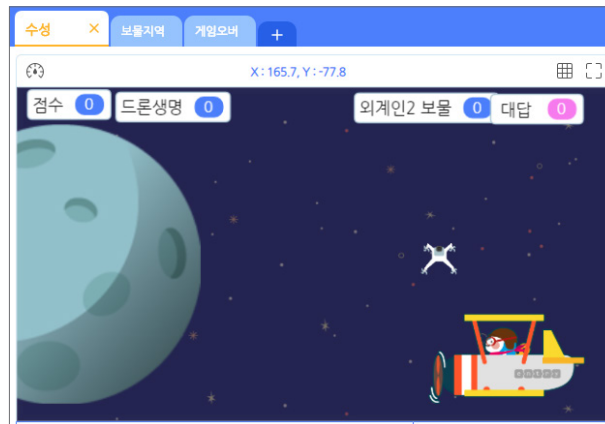 수성 × 보물지역 게임오버 +
X : 165.7, Y : -77.8
점수 0 드론생명 0 외계인2 보물 0 대답 0